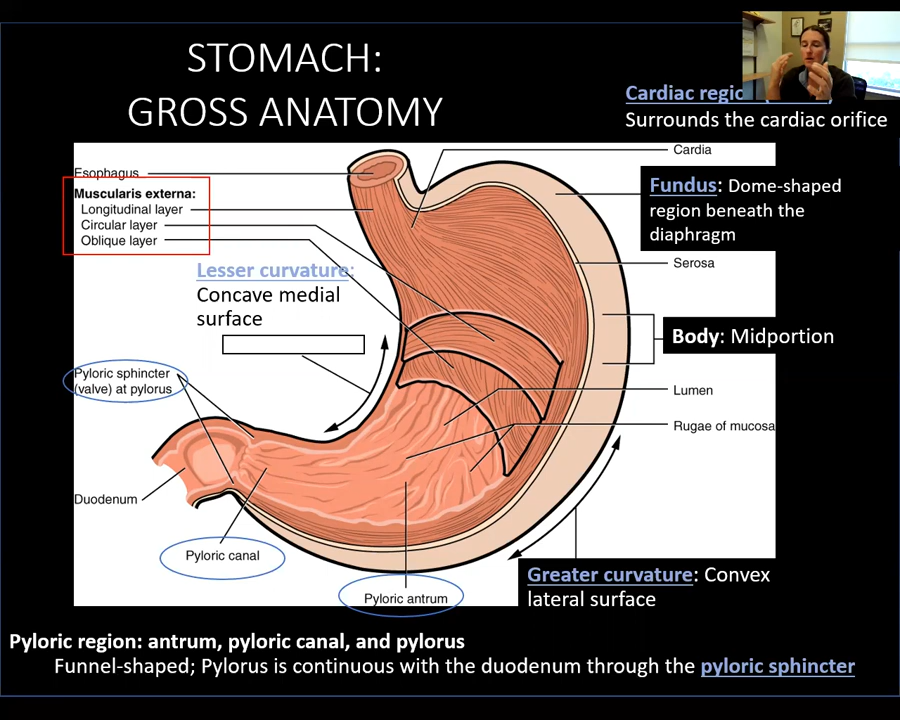 STOMACH:
GROSS ANATOMY
Cardiac
Surrounds the cardiac orifice
Cardia
Esophagus
Muscularis externa:
Longitudinal layer
Circular layer
Oblique layer
Fundus: Dome-shaped
region beneath the
diaphragm
Serosa
Lesser curvature:
Concave medial
surface
Body: Midportion
Pyloric sphincter
(valve) at pylorus
Lumen
Rugae of mucosa
Duodenum
Pyloric canal
Pyloric antrum
Greater curvature: Convex
lateral surface
Pyloric region: antrum, pyloric canal, and pylorus
Funnel-shaped; Pylorus is continuous with the duodenum through the pyloric sphincter